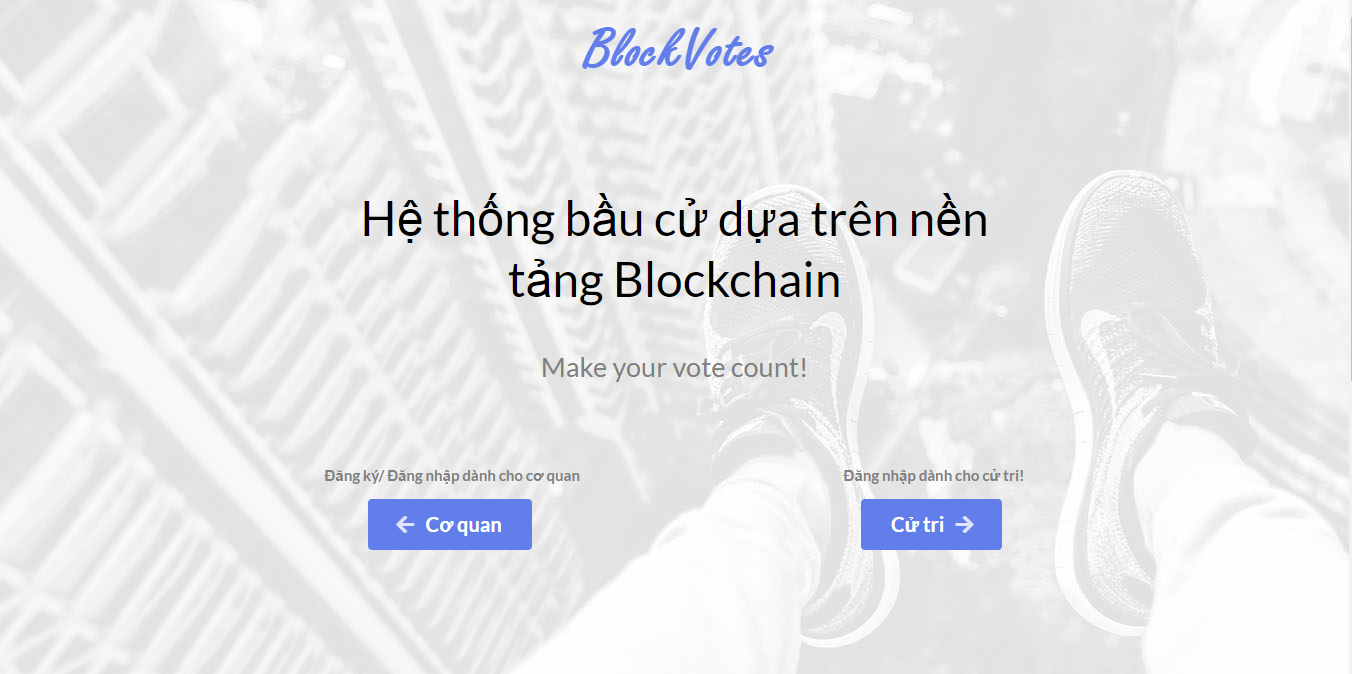 BlockVotes
Hệ thống bầu cử dựa trên nền
tảng Blockchain
Make your vote count!
Đăng ký/ Đăng nhập dành cho cơ quan
Đăng nhập dành cho cử tri!
Cơ quan
Cử tri